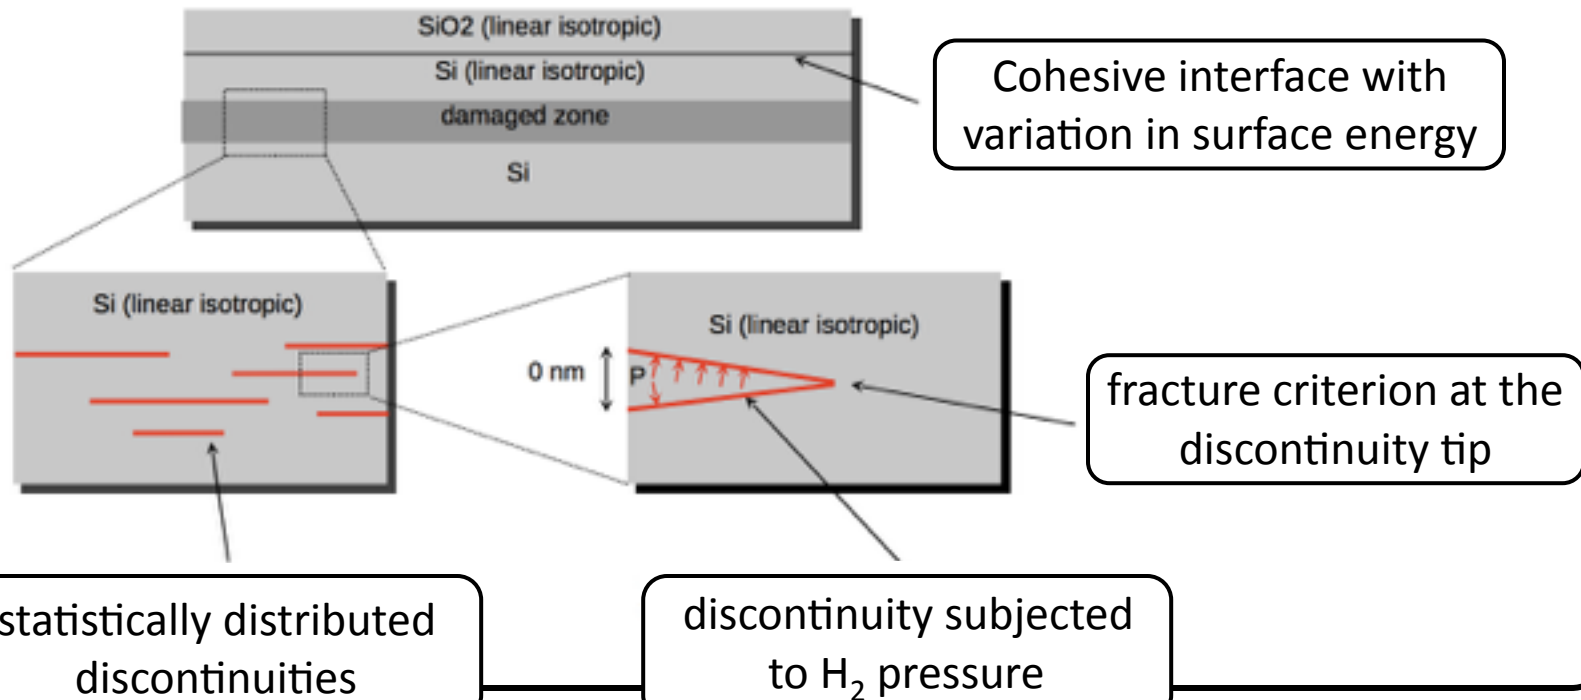 SiO2 (linear isotropic)
Si (linear isotropic)
damaged zone
Si
Cohesive interface with
variation in surface energy
Si (linear isotropic)
Si (linear isotropic)
0 nm
P
fracture criterion at the
discontinuity tip
statistically distributed
discontinuities
discontinuity subjected
to H₂ pressure